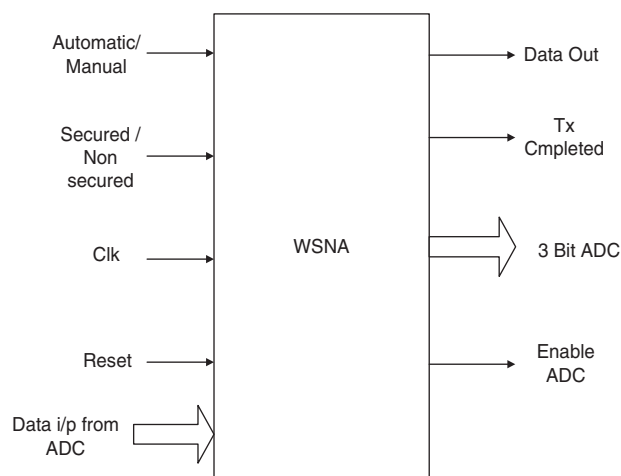 Automatic/
Manual
Secured /
Non
secured
Clk
Reset
Data i/p from
ADC
WSNA
Data Out
Tx
Cmpleted
3 Bit ADC
Enable
ADC